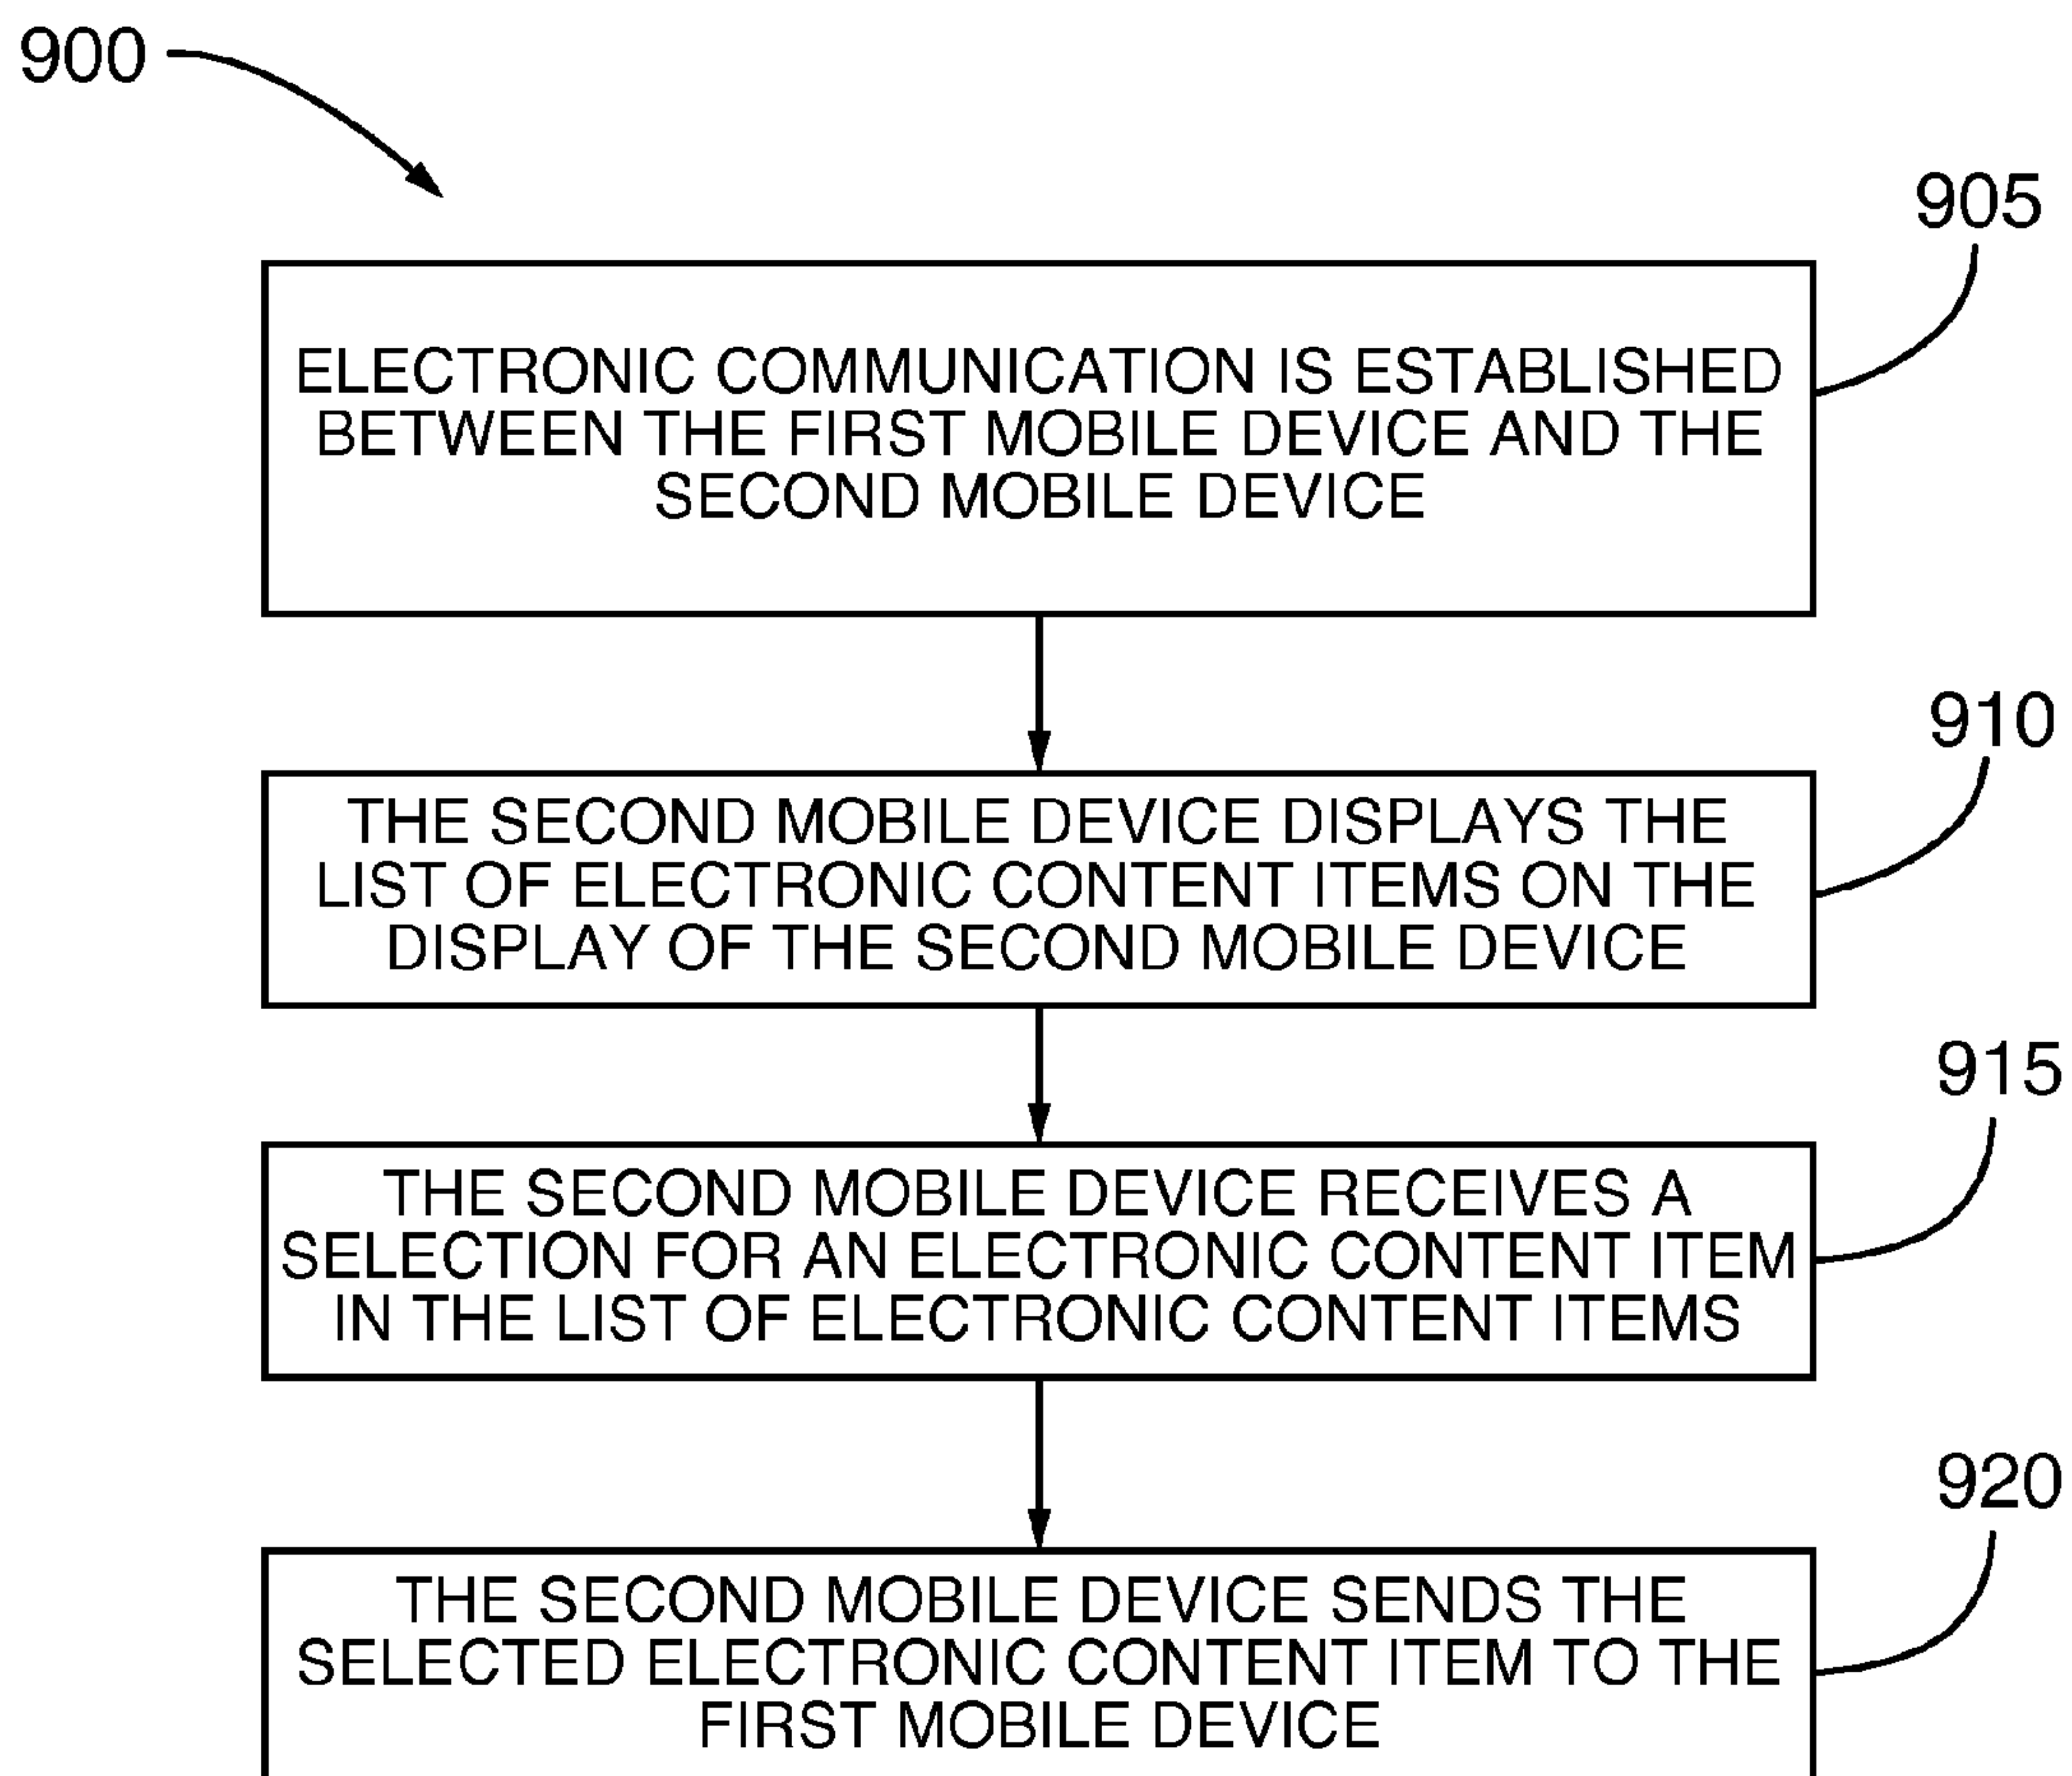 900
905
ELECTRONIC COMMUNICATION IS ESTABLISHED
BETWEEN THE FIRST MOBILE DEVICE AND THE
SECOND MOBILE DEVICE
910
THE SECOND MOBILE DEVICE DISPLAYS THE
LIST OF ELECTRONIC CONTENT ITEMS ON THE
DISPLAY OF THE SECOND MOBILE DEVICE
915
THE SECOND MOBILE DEVICE RECEIVES A
SELECTION FOR AN ELECTRONIC CONTENT ITEM
IN THE LIST OF ELECTRONIC CONTENT ITEMS
920
THE SECOND MOBILE DEVICE SENDS THE
SELECTED ELECTRONIC CONTENT ITEM TO THE
FIRST MOBILE DEVICE